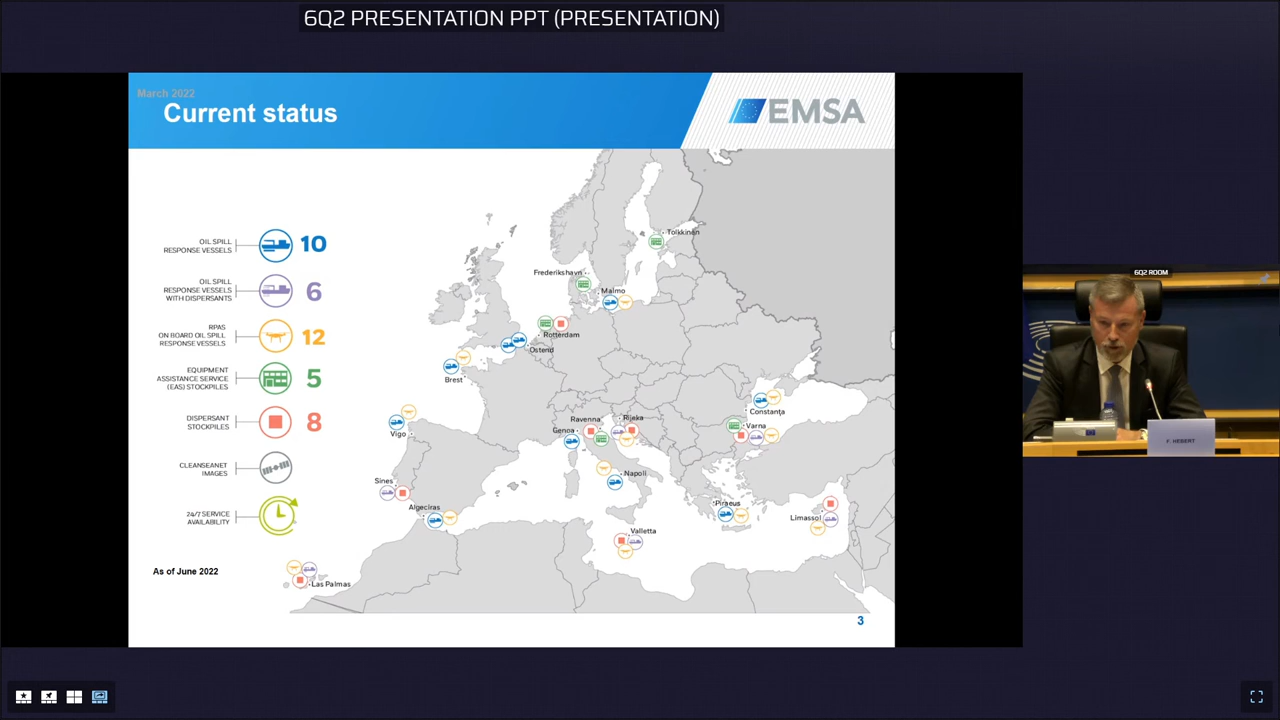 6Q2 PRESENTATION PPT (PRESENTATION)
March 2022
Current status
EMSA
OIL SPILL
RESPONSE VESSELS
10
OIL SPILL
RESPONSE VESSELS
WITH DISPERSANTS
6
RPAS
ON BOARD OIL SPILL
RESPONSE VESSELS
12
EQUIPMENT
ASSISTANCE SERVICE
(EAS) STOCKPILES
5
DISPERSANT
STOCKPILES
8
CLEANSEANET
IMAGES
24/7 SERVICE
AVAILABILITY
As of June 2022
Tolkkinen
Frederikshavn
Malmo
Rotterdam
Ostend
Brest
Vigo
Sines
Algeciras
Las Palmas
Genoa
Ravenna
Rijeka
Napoli
Valletta
Piraeus
Limassol
Constanţa
Varna
3
6Q2 ROOM
F. HEBERT